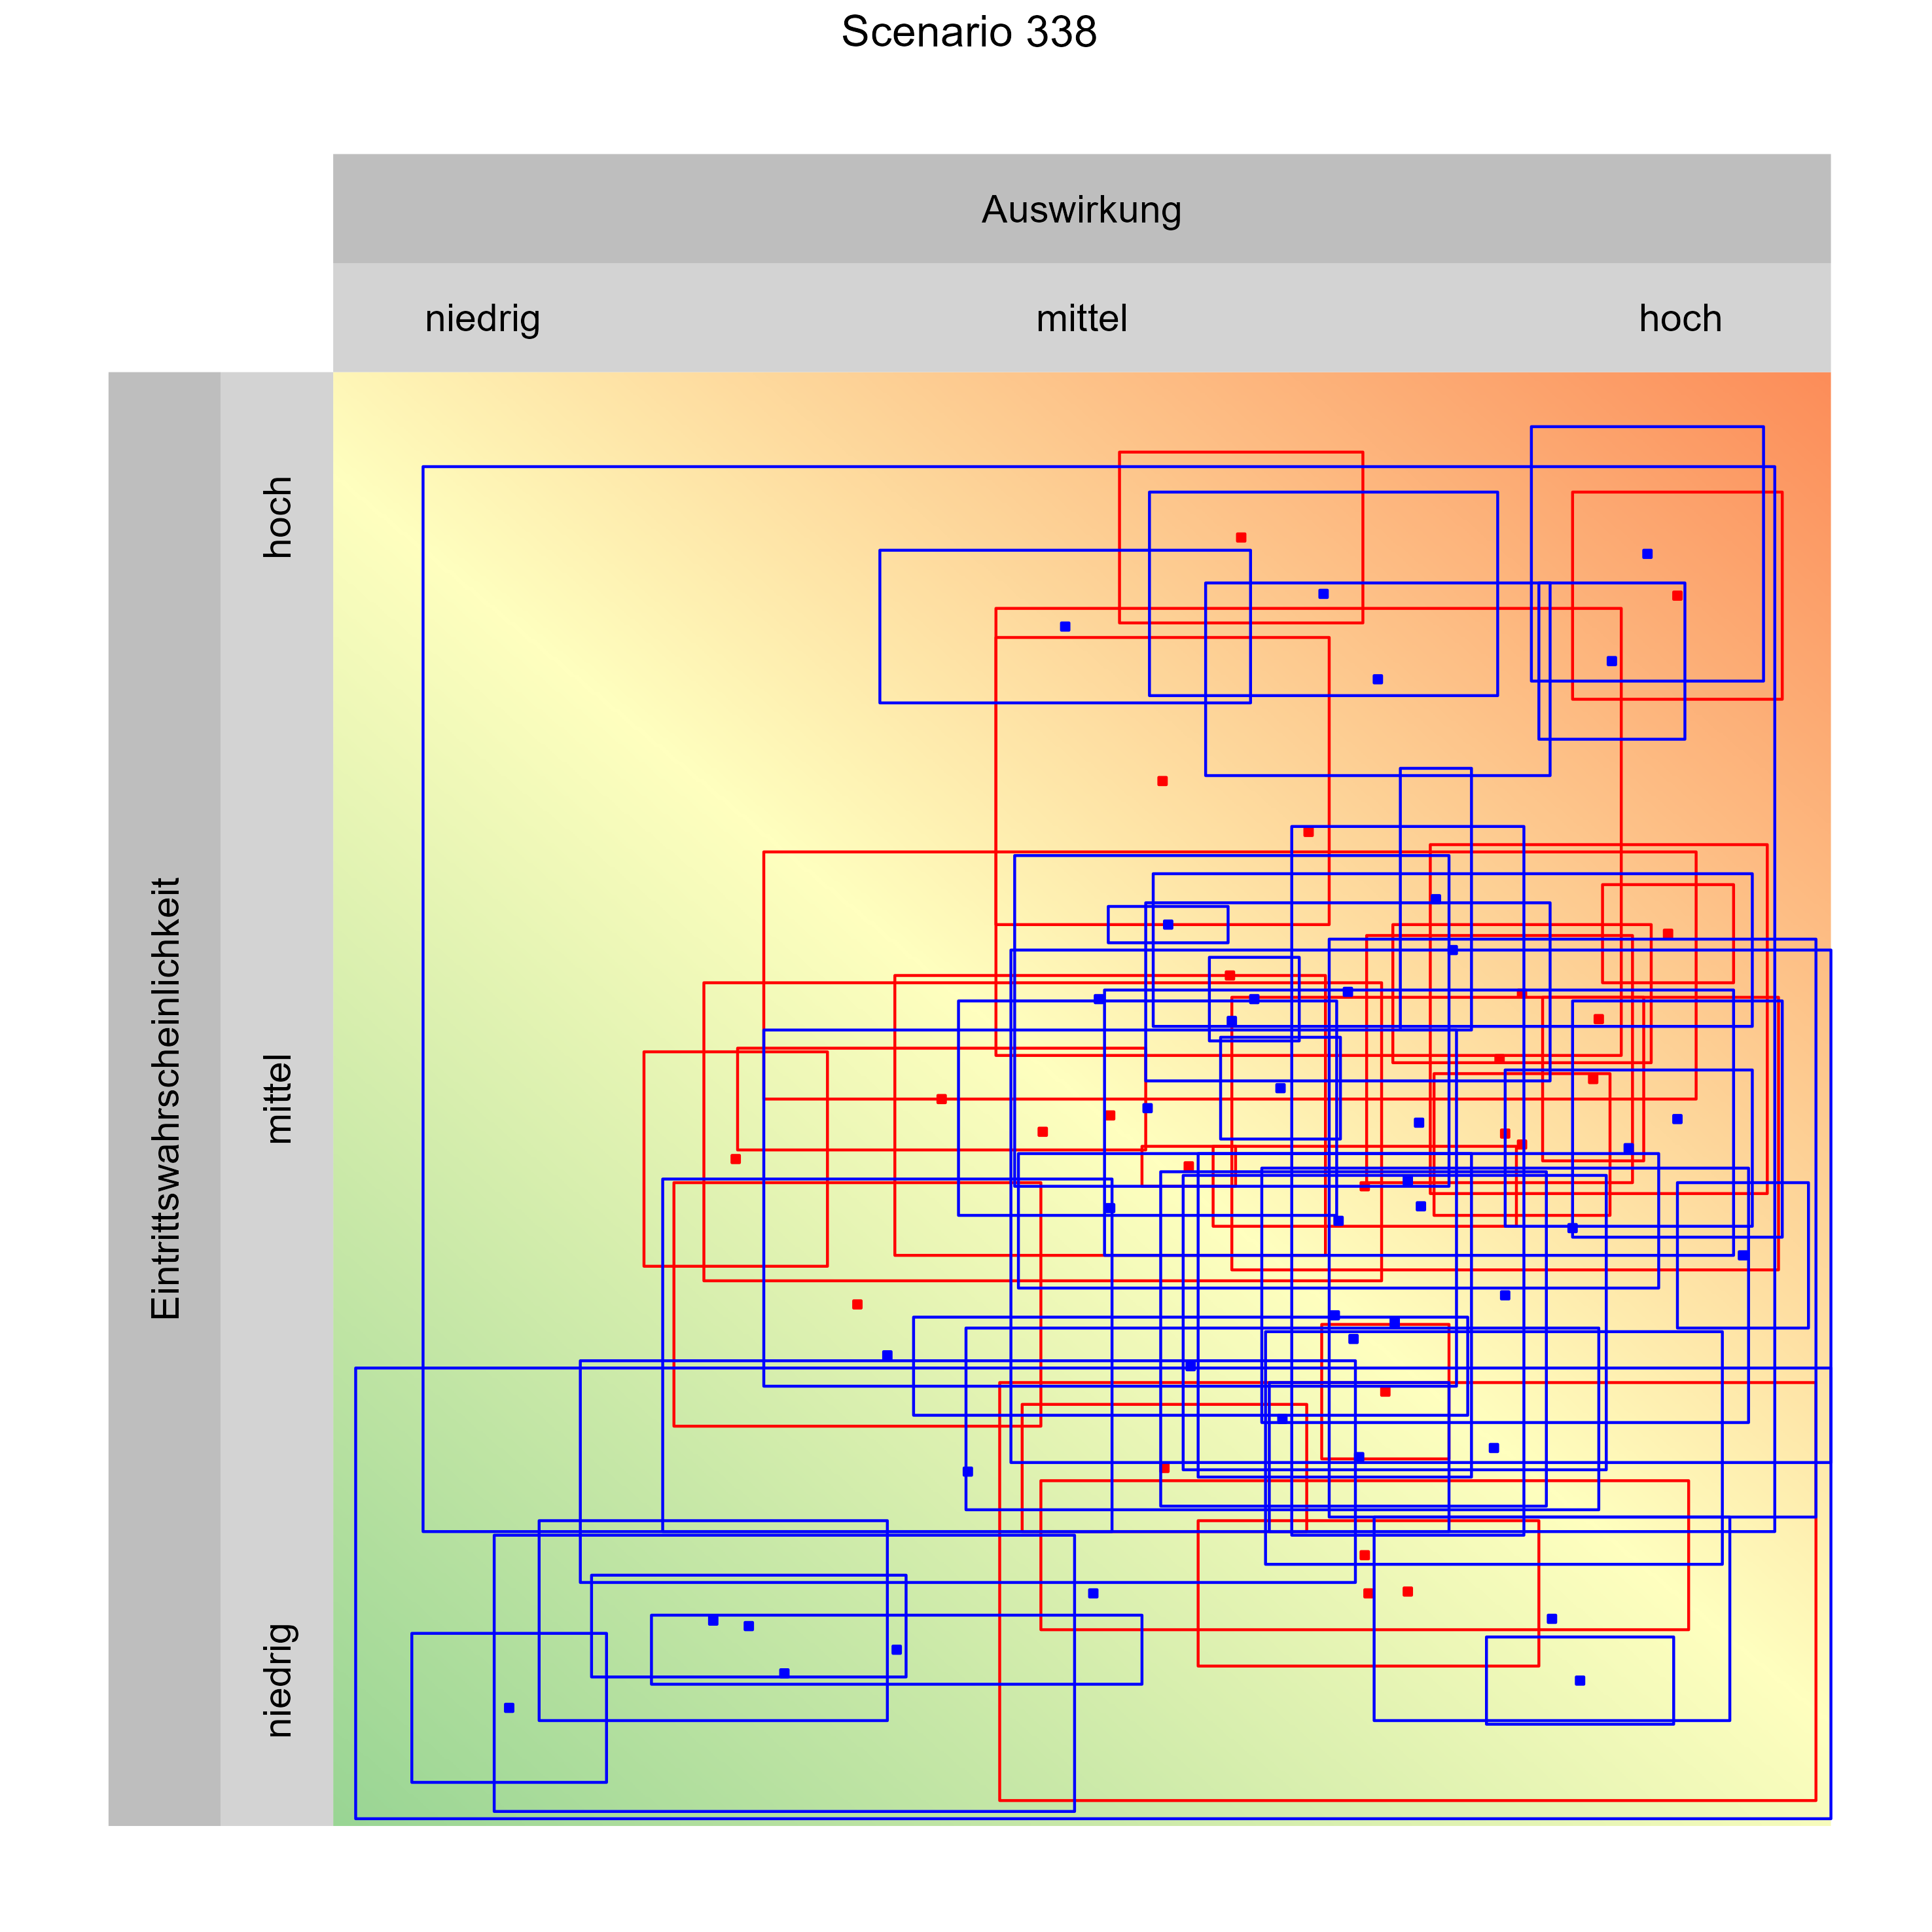 Scenario 338
Auswirkung
niedrig
mittel
hoch
Eintrittswahrscheinlichkeit
hoch
mittel
niedrig